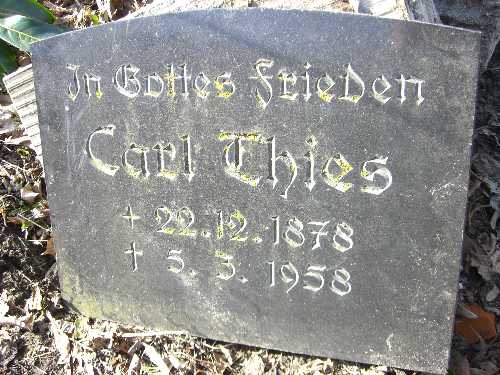 In Gottes Frieden
Carl Thies
+ 22.12.1878
† 5.3.1958